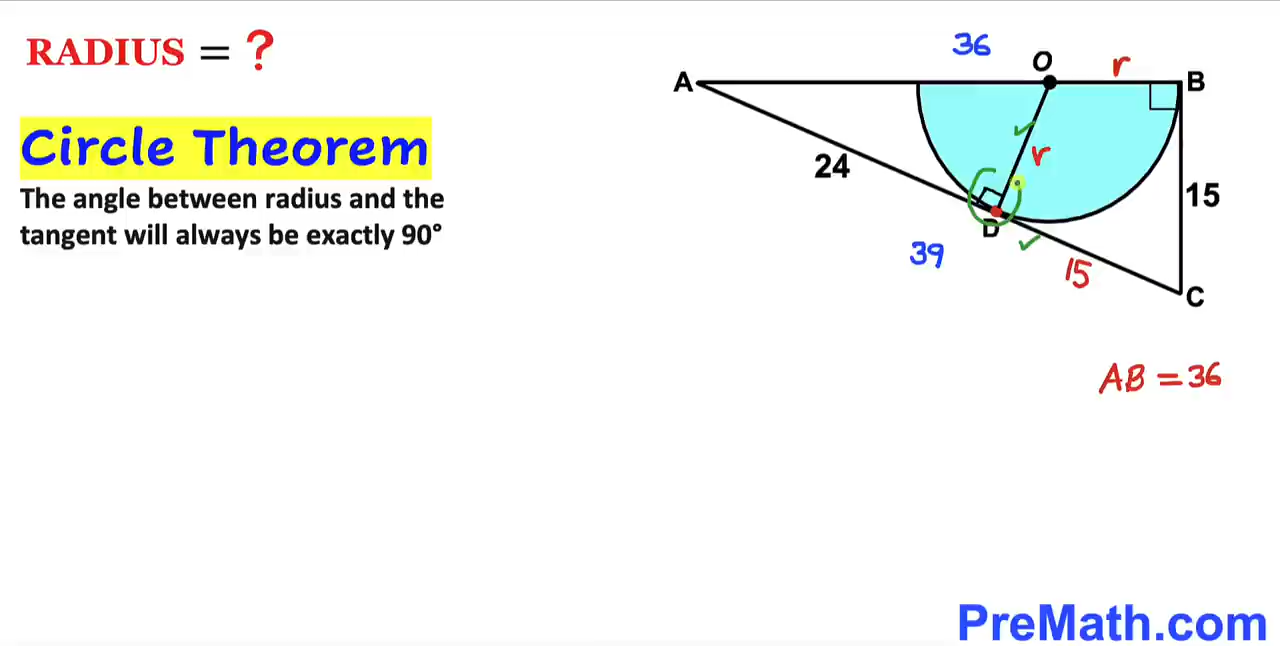 RADIUS = ?
Circle Theorem
The angle between radius and the
tangent will always be exactly 90°
36
O
r
A
B
24
r
15
D
39
15
C
AB = 36
PreMath.com